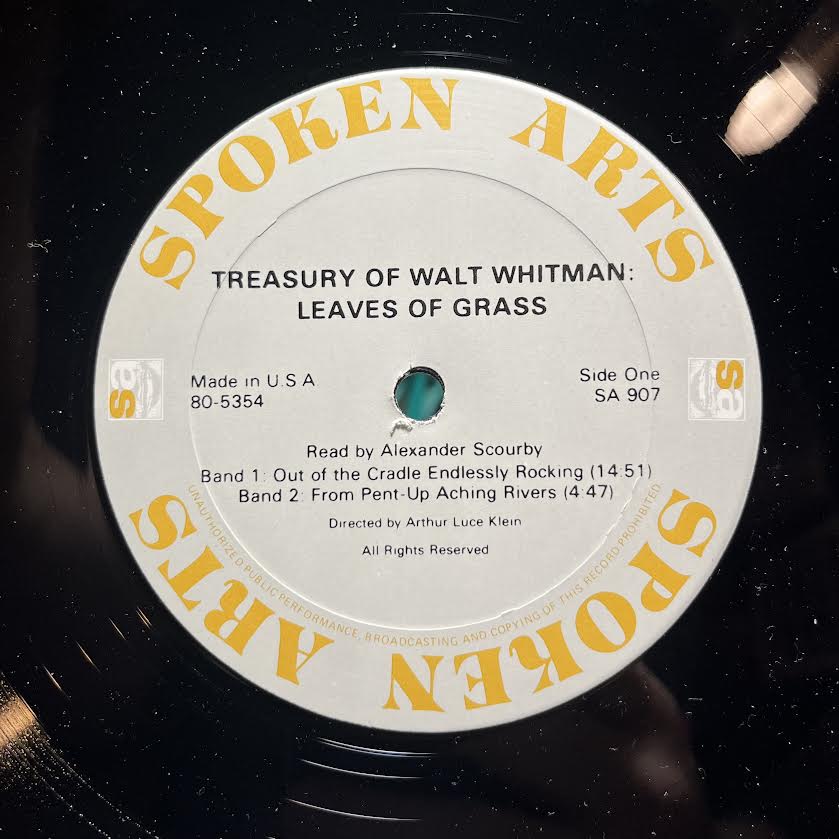 SPOKEN ARTS
TREASURY OF WALT WHITMAN:
LEAVES OF GRASS
sa
Made in U.S A
80-5354
Side One
SA 907
sa
Read by Alexander Scourby
Band 1: Out of the Cradle Endlessly Rocking (14:51)
Band 2: From Pent-Up Aching Rivers (4:47)
Directed by Arthur Luce Klein
All Rights Reserved
UNAUTHORIZED PUBLIC PERFORMANCE, BROADCASTING AND COPYING OF THIS RECORD PROHIBITED
SPOKEN ARTS